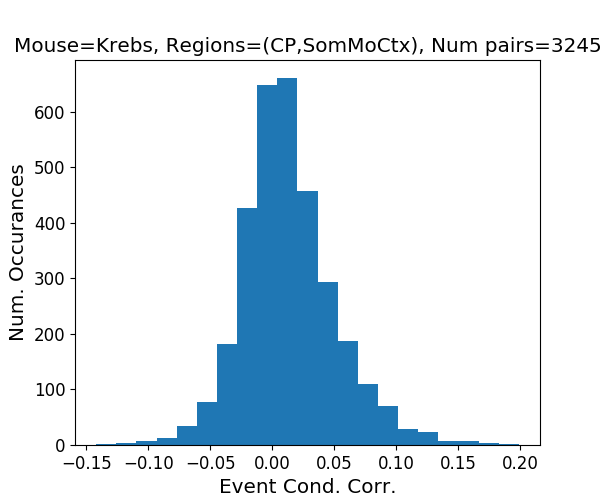 Mouse=Krebs, Regions=(CP,SomMoCtx), Num pairs=3245
Num. Occurances
600
500
400
300
200
100
0
−0.15 −0.10 −0.05 0.00 0.05 0.10 0.15 0.20
Event Cond. Corr.